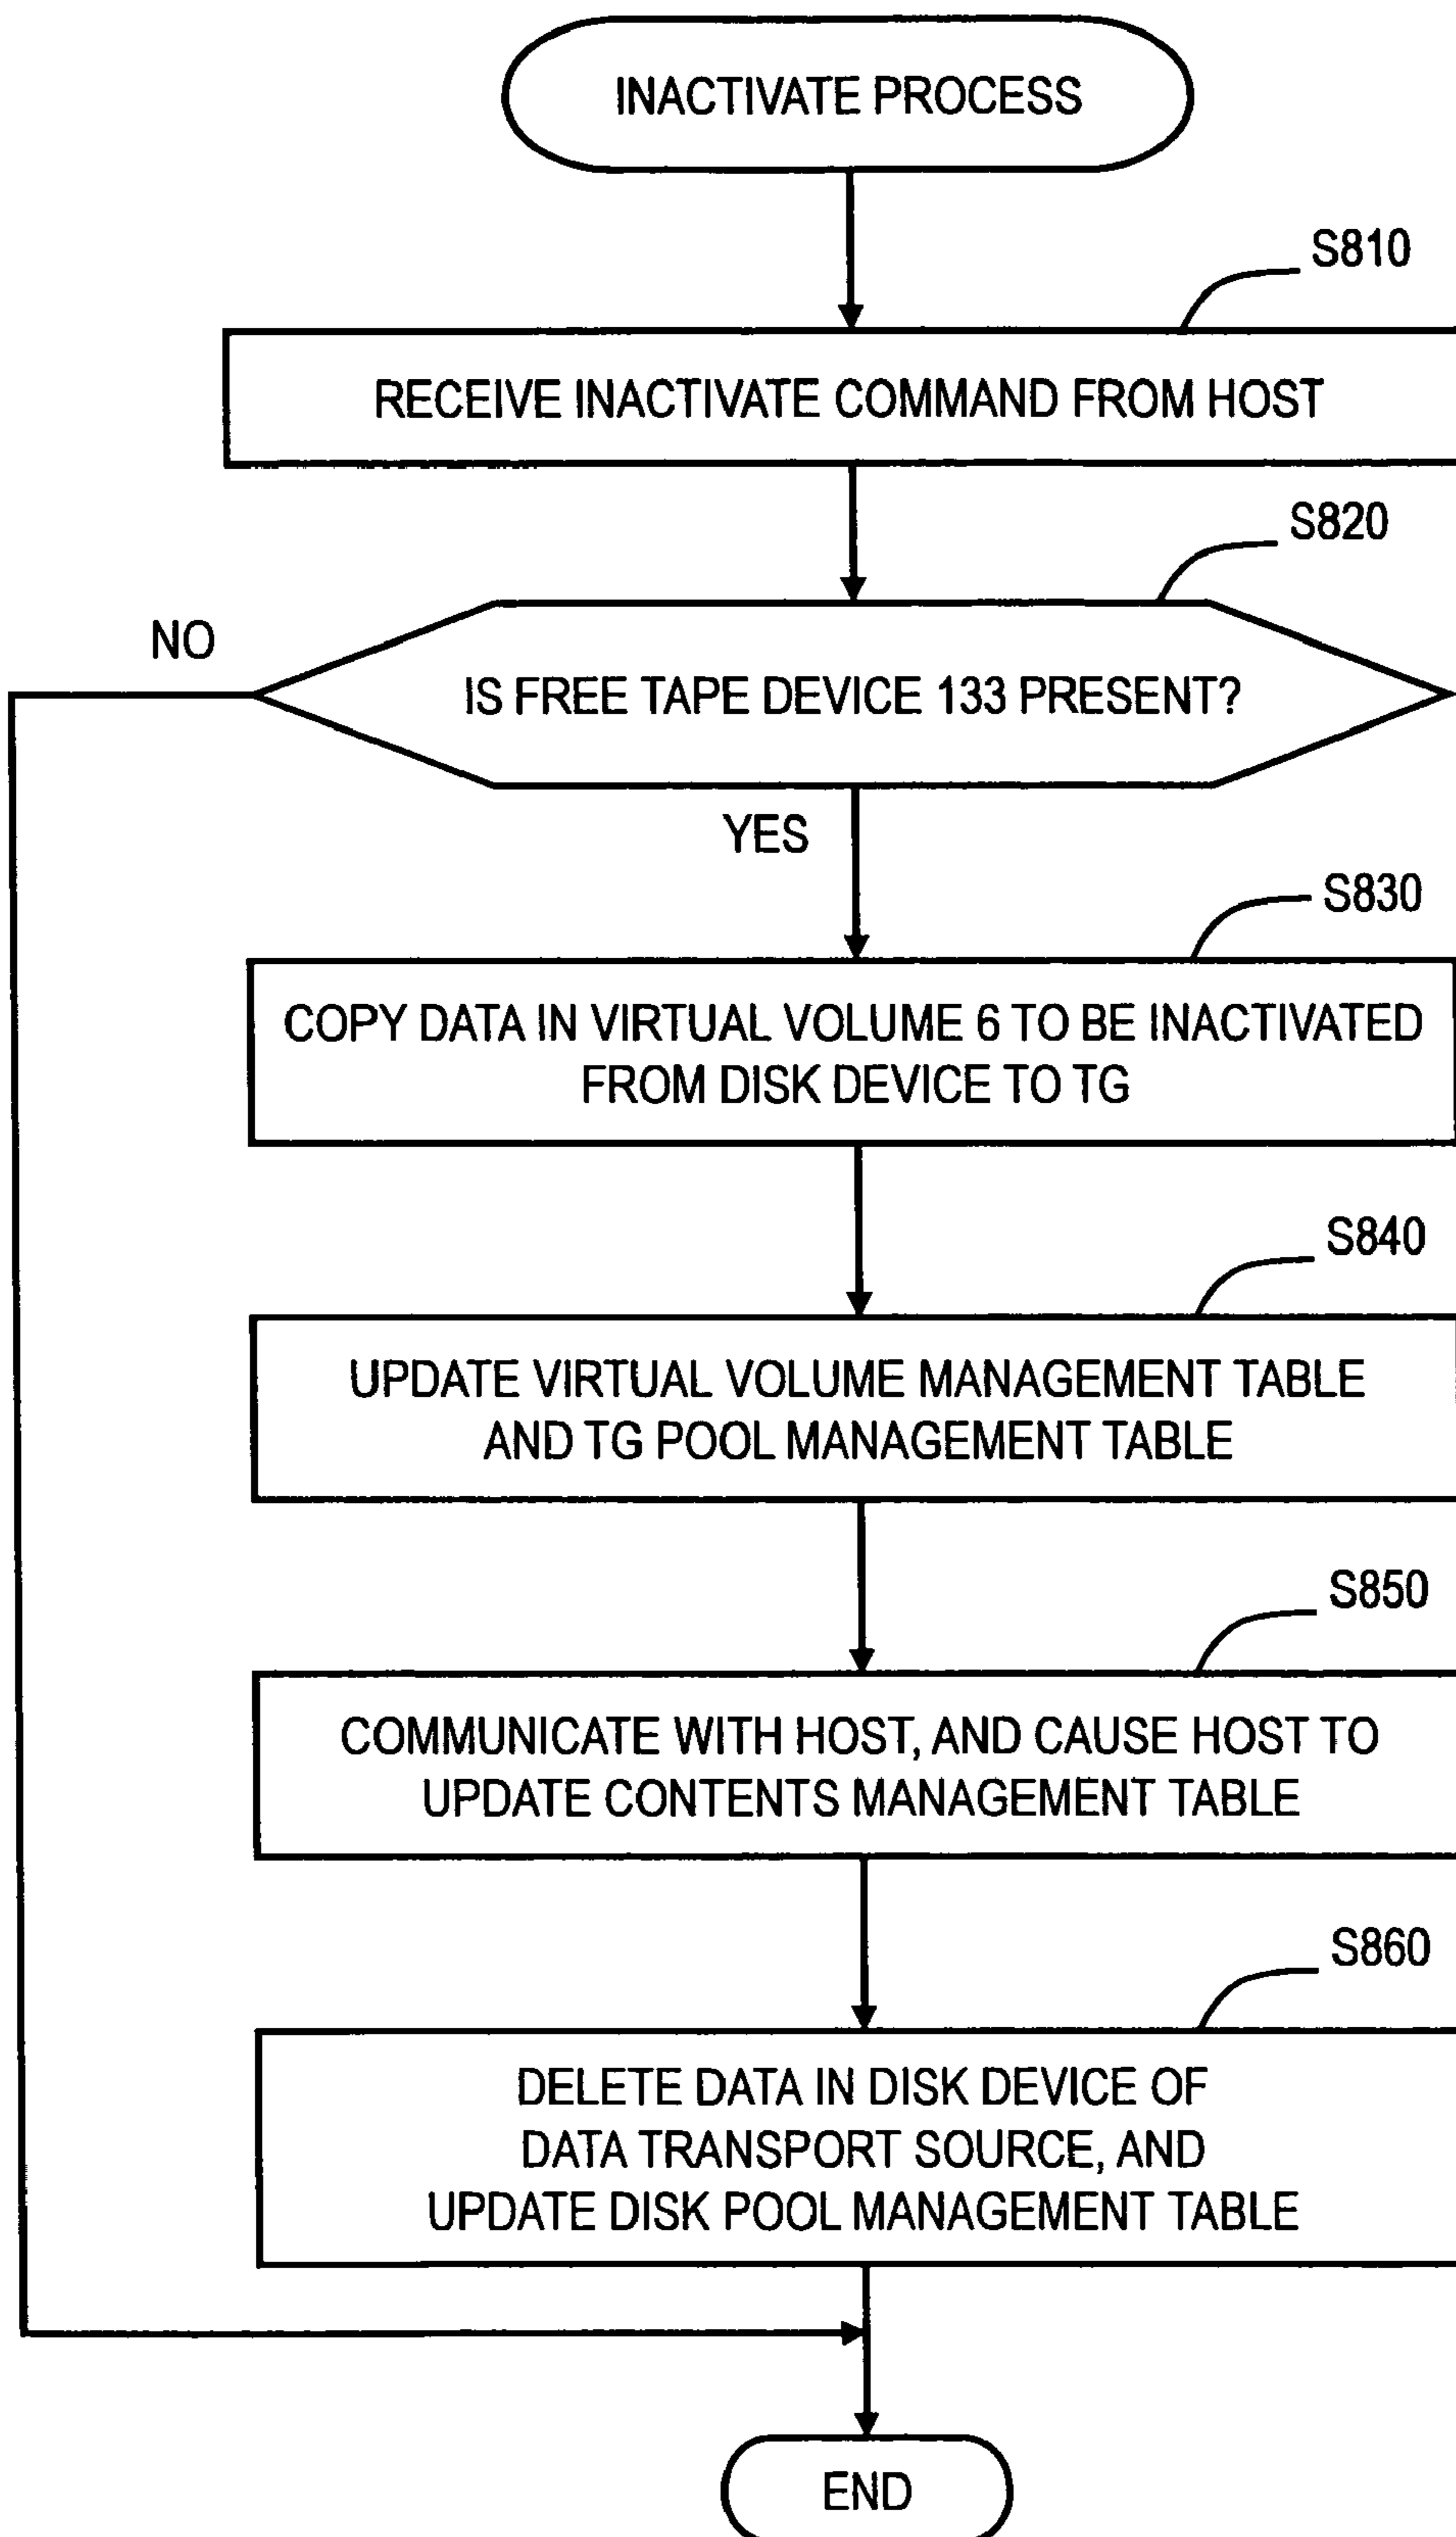 INACTIVATE PROCESS
S810
RECEIVE INACTIVATE COMMAND FROM HOST
S820
NO
IS FREE TAPE DEVICE 133 PRESENT?
YES
S830
COPY DATA IN VIRTUAL VOLUME 6 TO BE INACTIVATED
FROM DISK DEVICE TO TG
S840
UPDATE VIRTUAL VOLUME MANAGEMENT TABLE
AND TG POOL MANAGEMENT TABLE
S850
COMMUNICATE WITH HOST, AND CAUSE HOST TO
UPDATE CONTENTS MANAGEMENT TABLE
S860
DELETE DATA IN DISK DEVICE OF
DATA TRANSPORT SOURCE, AND
UPDATE DISK POOL MANAGEMENT TABLE
END